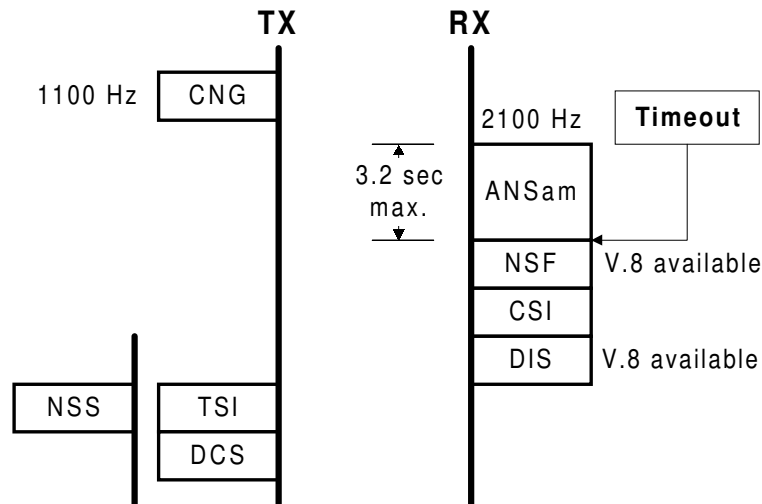 TX
RX
1100 Hz
CNG
2100 Hz
Timeout
3.2 sec
max.
ANSam
NSF
V.8 available
CSI
DIS
V.8 available
NSS
TSI
DCS